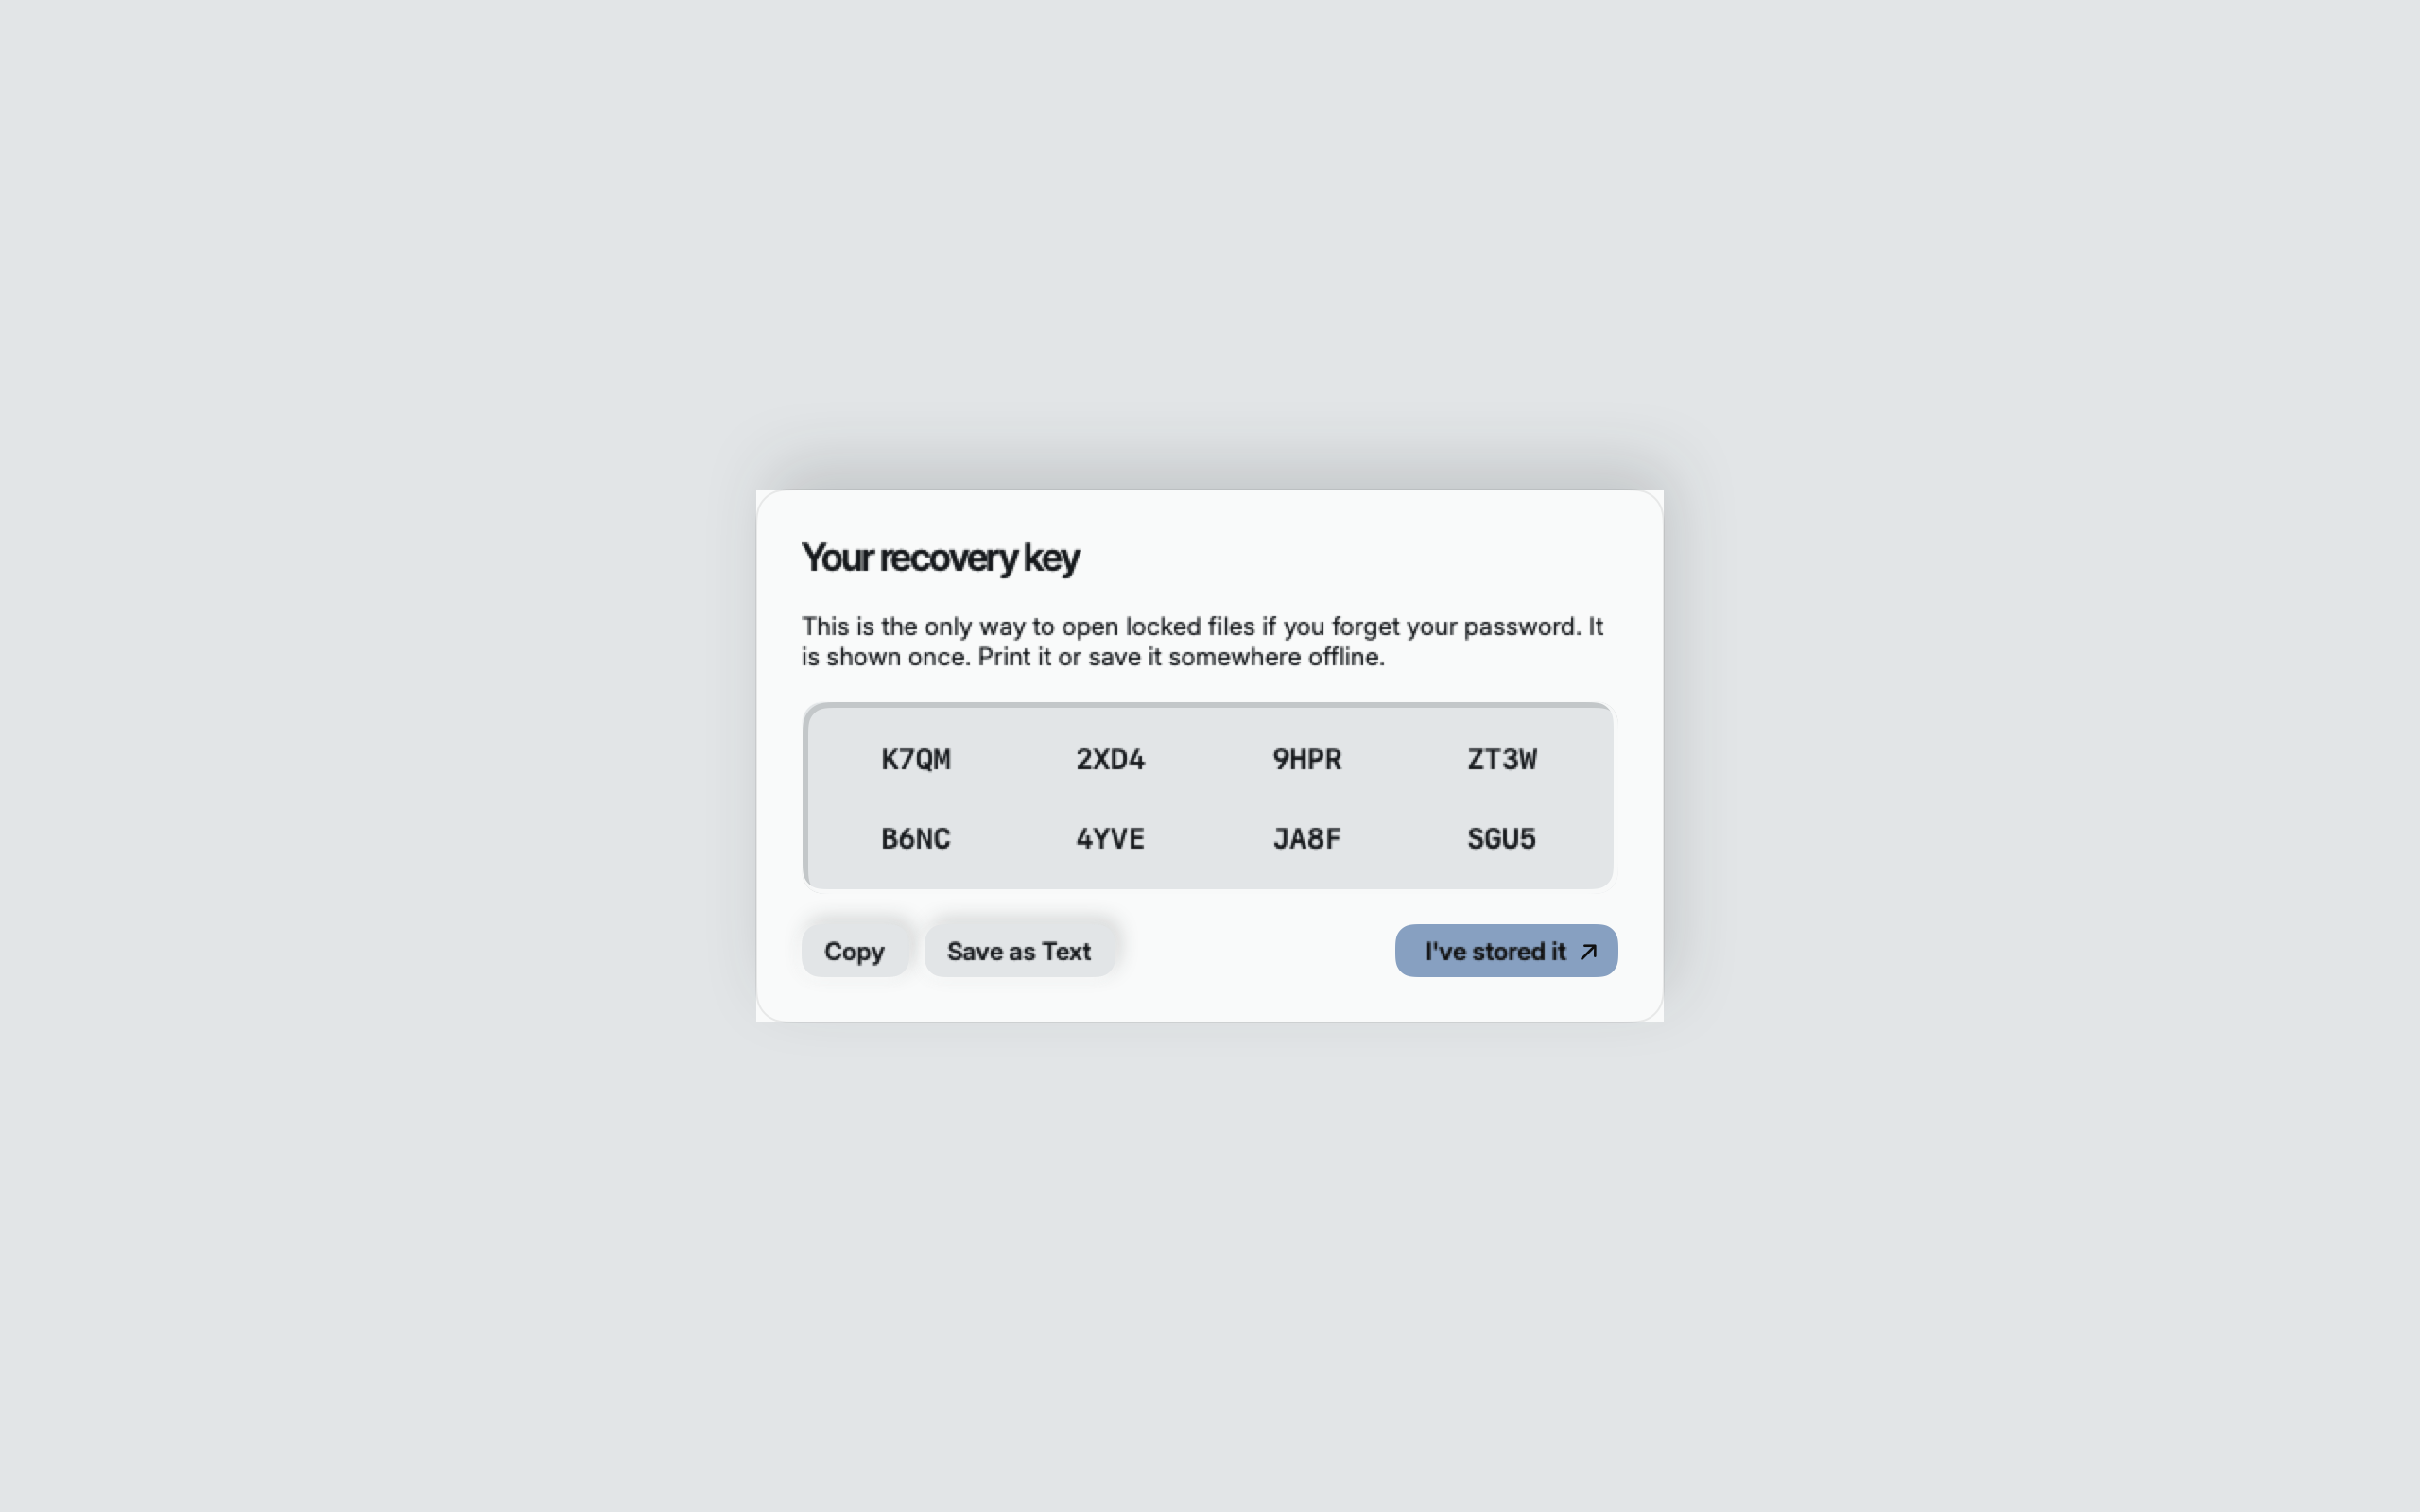 Your recovery key
This is the only way to open locked files if you forget your password. It
is shown once. Print it or save it somewhere offline.
K7QM 2XD4 9HPR ZT3W
B6NC 4YVE JA8F SGU5
Copy Save as Text I've stored it